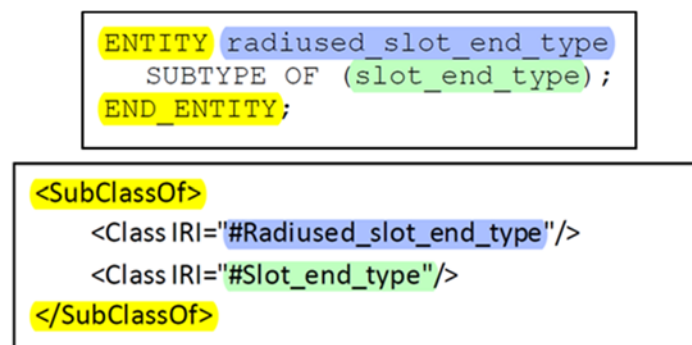 ENTITY radiused_slot_end_type
SUBTYPE OF (slot_end_type);
END_ENTITY;
<SubClassOf>
<Class IRI="#Radiused_slot_end_type"/>
<Class IRI="#Slot_end_type"/>
</SubClassOf>